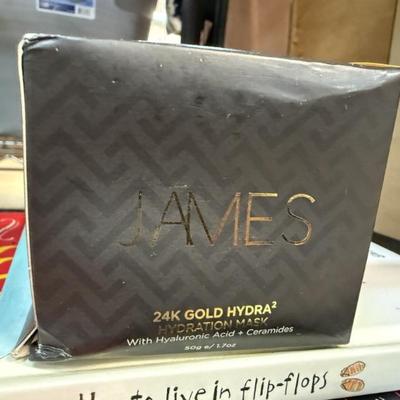 JAMES
24K GOLD HYDRA²
HYDRATION MASK
With Hyaluronic Acid + Ceramides
50g e/1.7oz
How to live in flip-flops